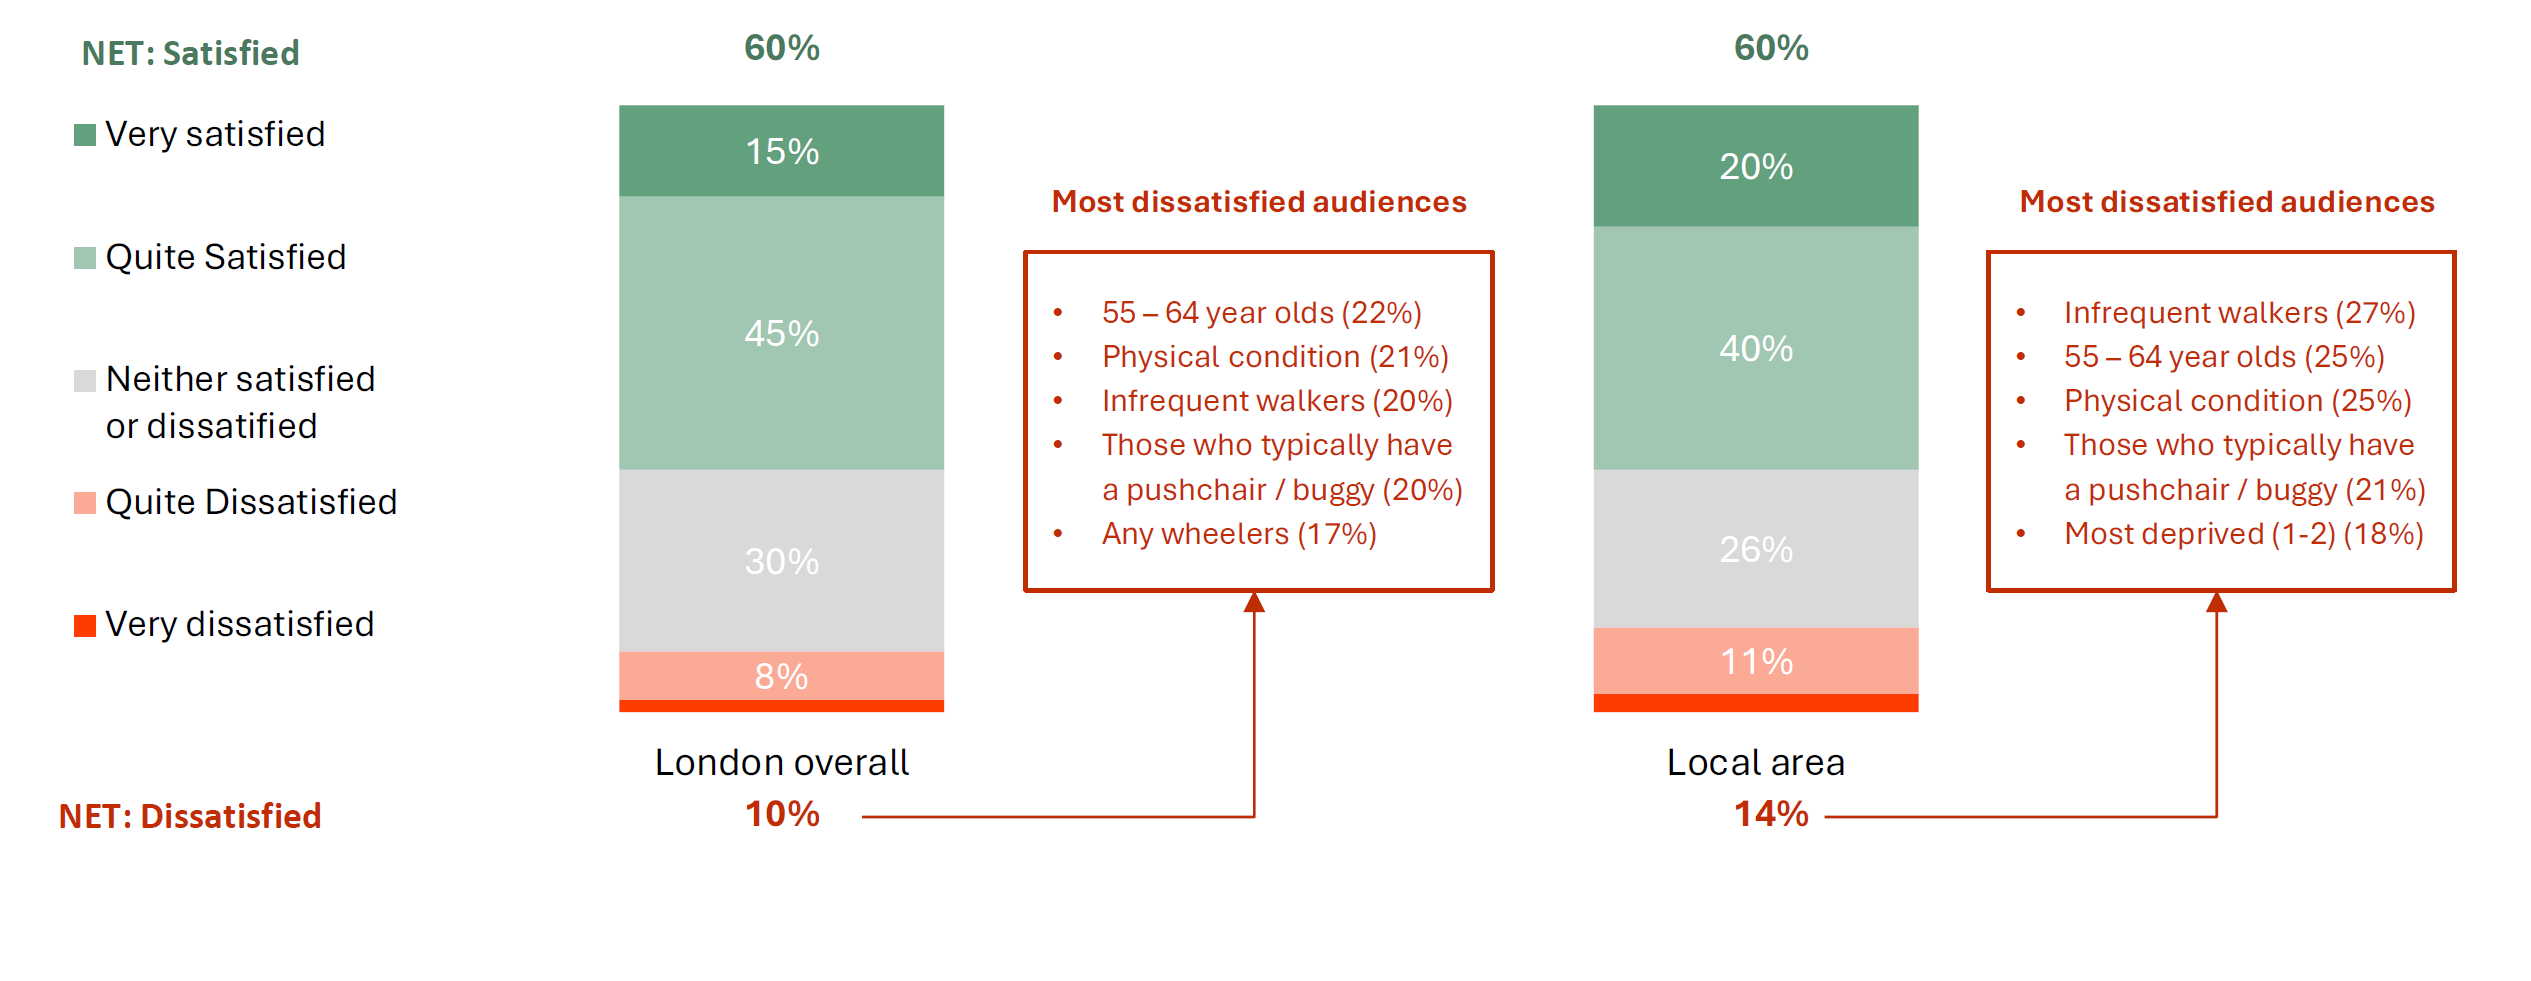 NET: Satisfied
Very satisfied
Quite Satisfied
Neither satisfied
or dissatified
Quite Dissatisfied
Very dissatisfied
NET: Dissatisfied
60%
15%
45%
30%
8%
London overall
10%
Most dissatisfied audiences
• 55 – 64 year olds (22%)
• Physical condition (21%)
• Infrequent walkers (20%)
• Those who typically have
a pushchair / buggy (20%)
• Any wheelers (17%)
60%
20%
40%
26%
11%
Local area
14%
Most dissatisfied audiences
• Infrequent walkers (27%)
• 55 – 64 year olds (25%)
• Physical condition (25%)
• Those who typically have
a pushchair / buggy (21%)
• Most deprived (1-2) (18%)